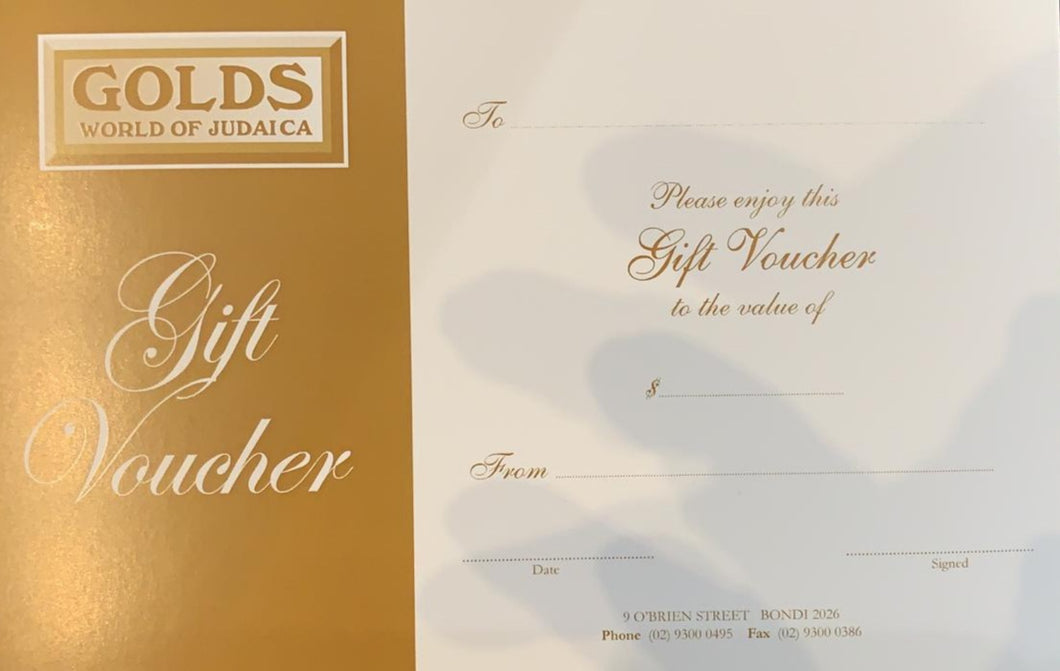 GOLDS
WORLD OF JUDAICA
Gift
Voucher
To
Please enjoy this
Gift Voucher
to the value of
$
From
Date
Signed
9 O'BRIEN STREET BONDI 2026
Phone (02) 9300 0495 Fax (02) 9300 0386